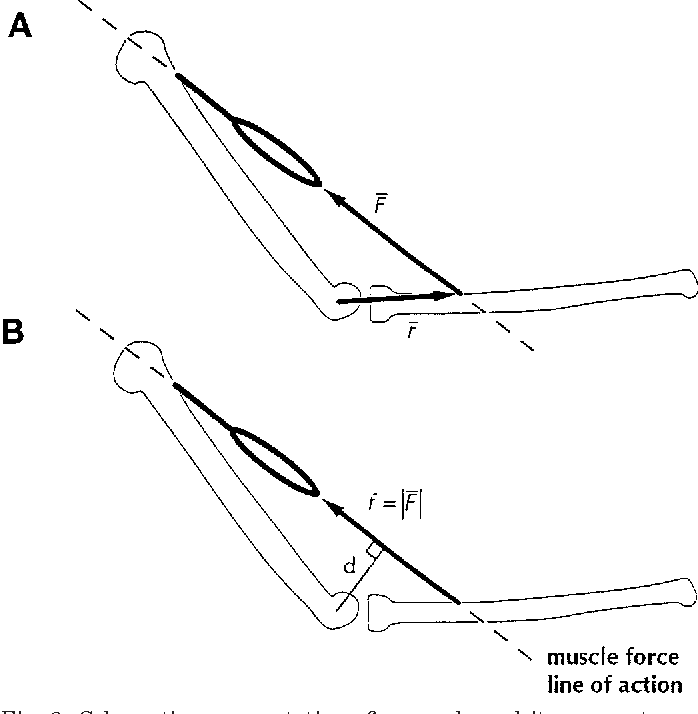 A
F̅
r̅
B
f = |F̅|
d
muscle force
line of action